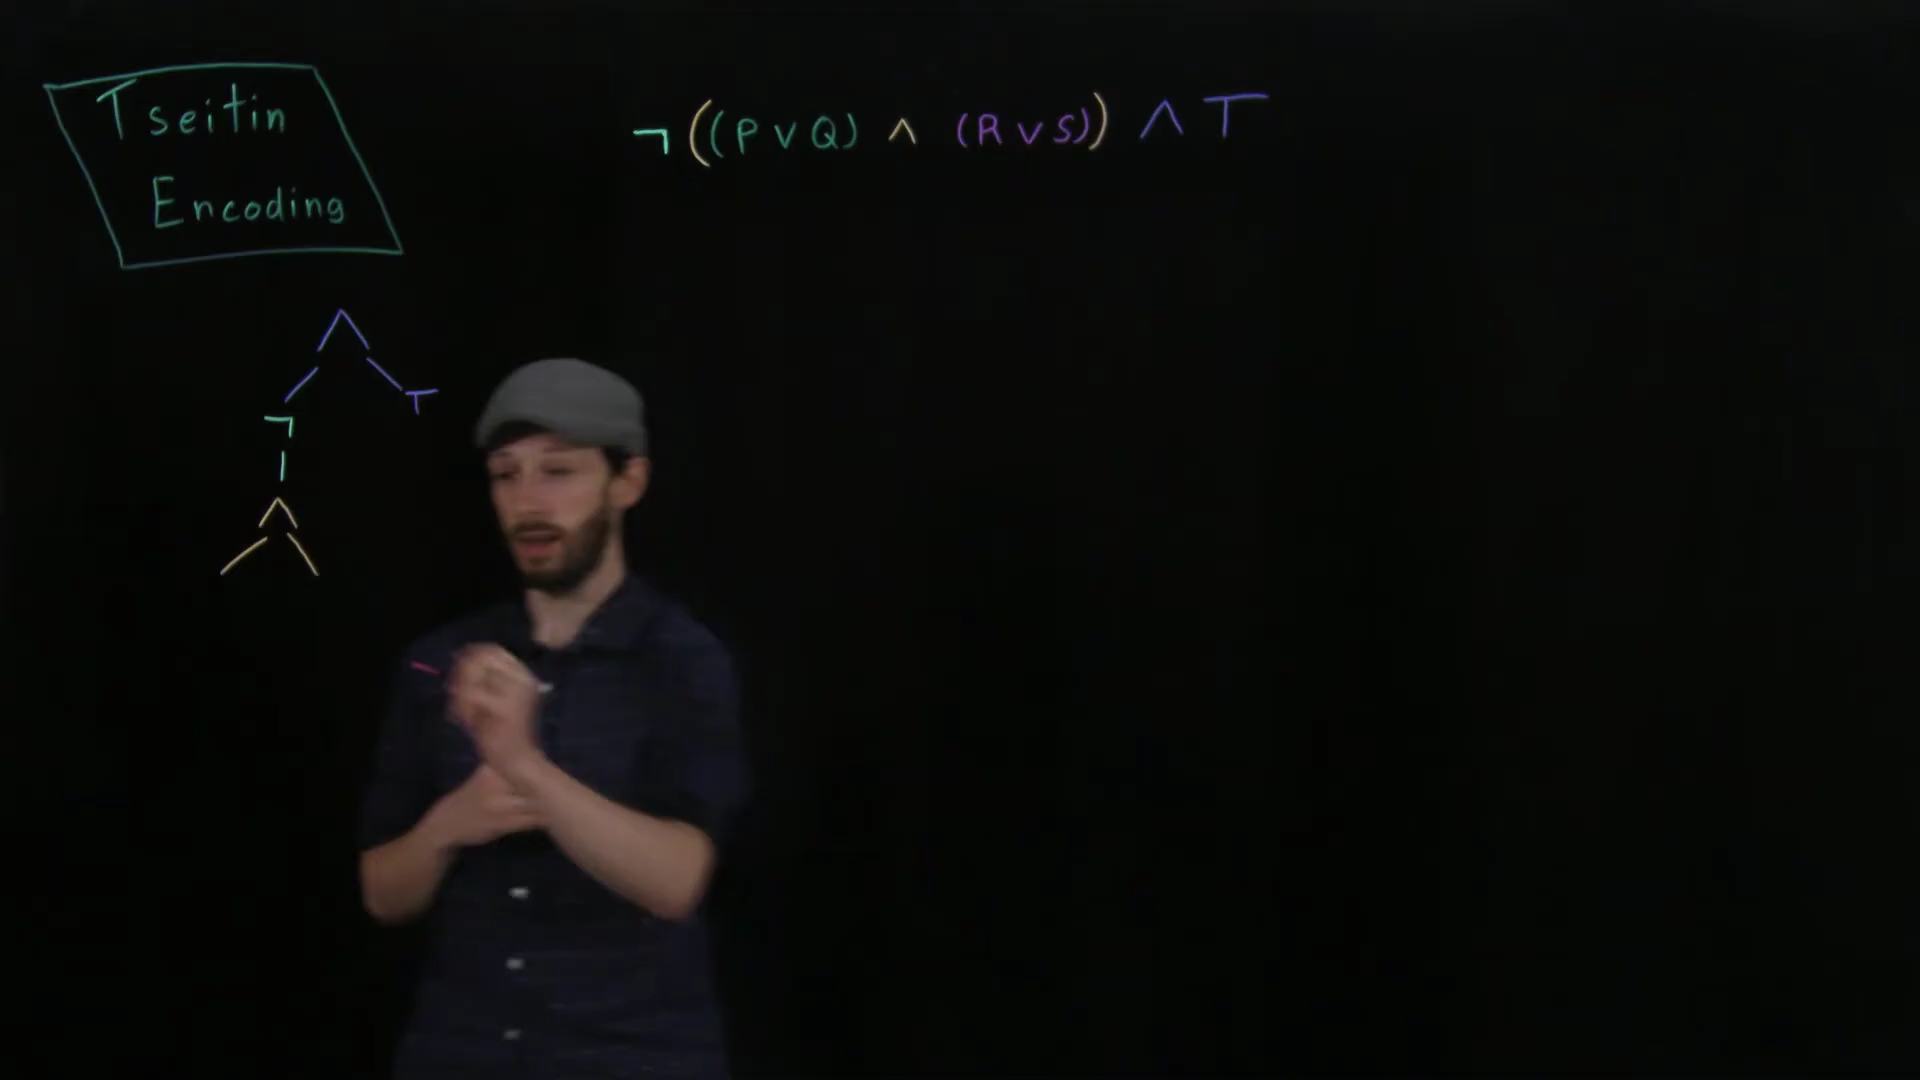 Tseitin
Encoding
¬((P∨Q) ∧ (R∨S)) ∧ T
∧
T
¬
∧